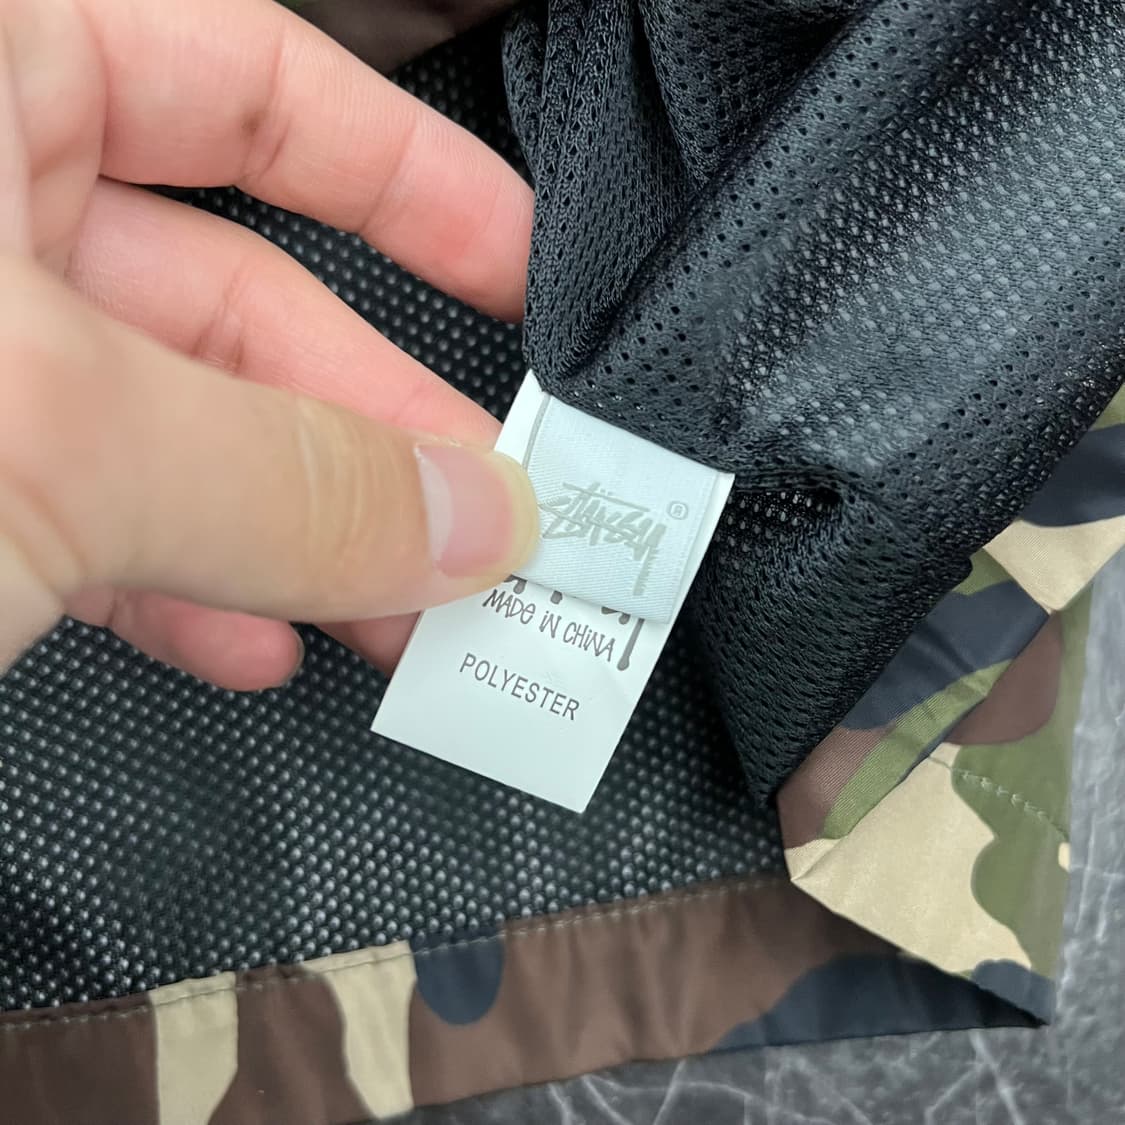 Stüssy ®
MADE IN CHINA
POLYESTER